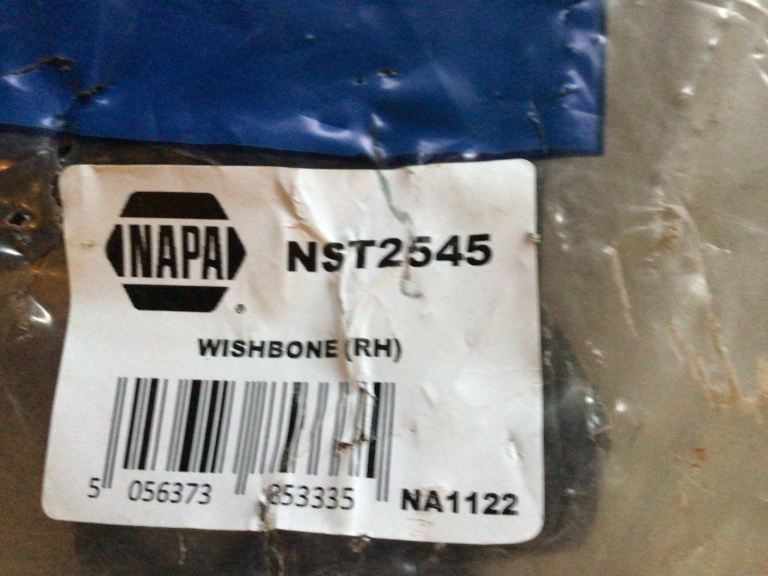 NAPA
®
NST2545
WISHBONE (RH)
5 056373 853335
NA1122